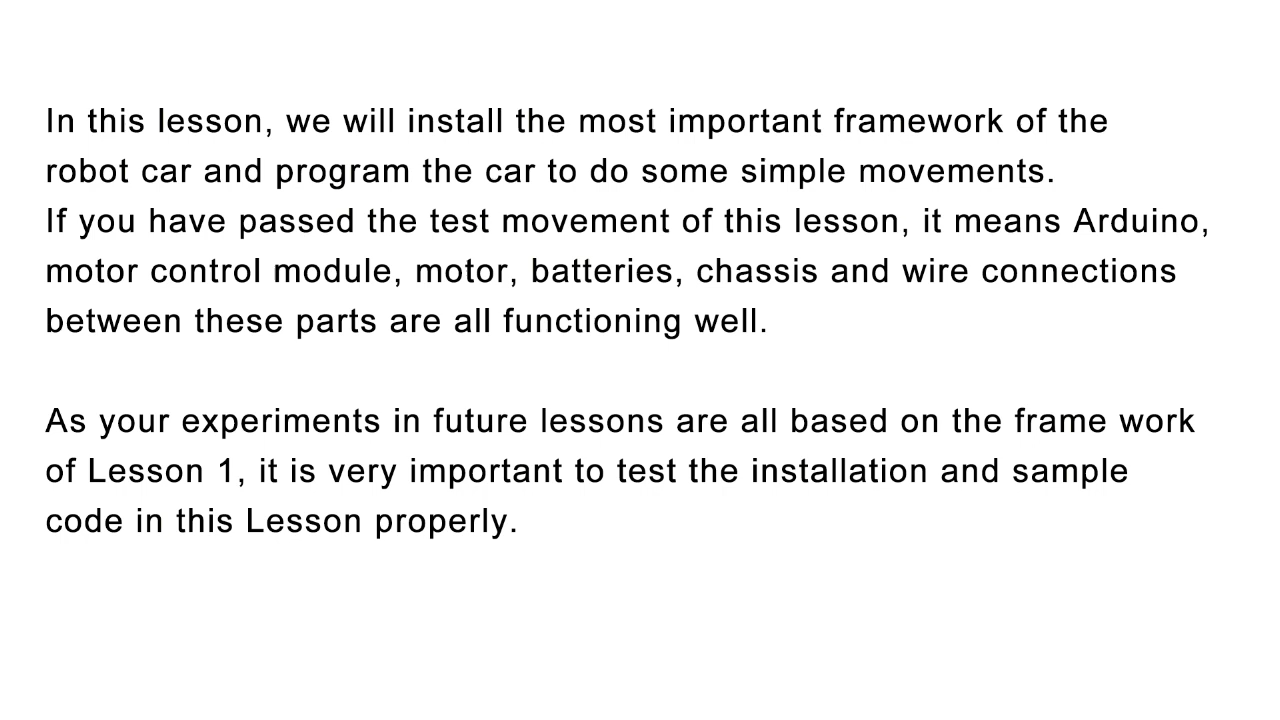 In this lesson, we will install the most important framework of the
robot car and program the car to do some simple movements.
If you have passed the test movement of this lesson, it means Arduino,
motor control module, motor, batteries, chassis and wire connections
between these parts are all functioning well.
As your experiments in future lessons are all based on the frame work
of Lesson 1, it is very important to test the installation and sample
code in this Lesson properly.